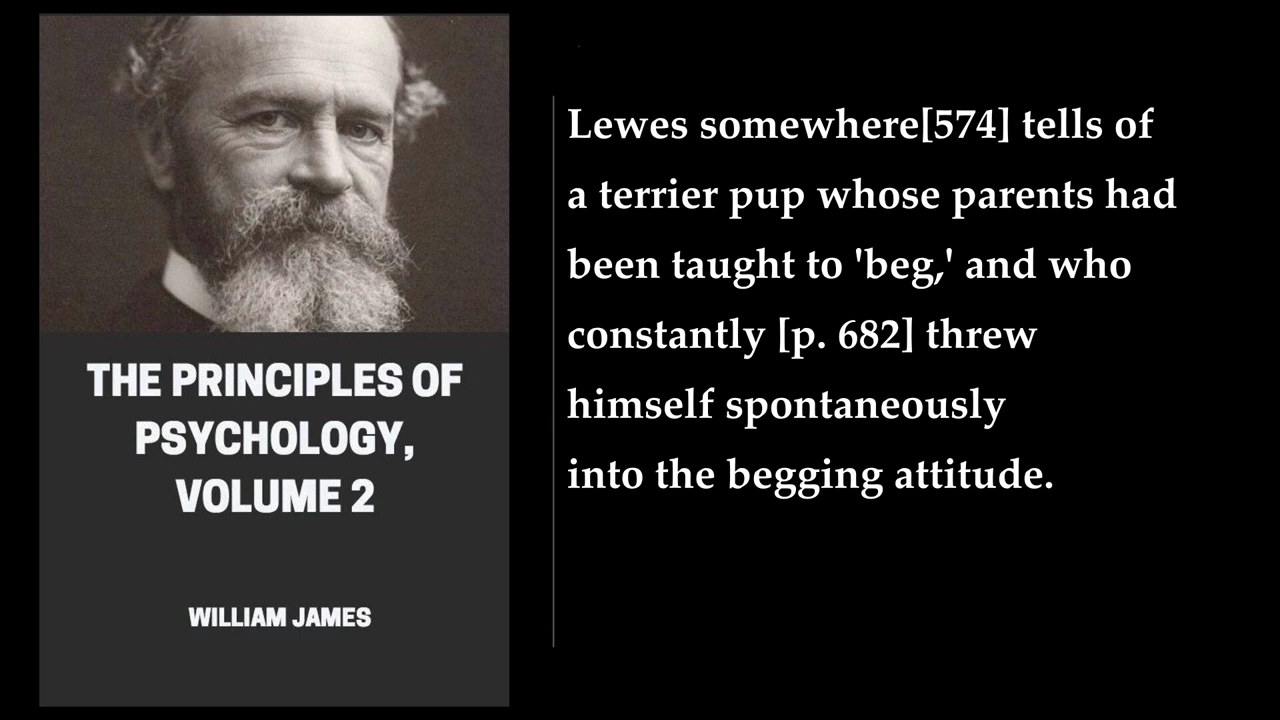 THE PRINCIPLES OF
PSYCHOLOGY,
VOLUME 2
WILLIAM JAMES
Lewes somewhere[574] tells of
a terrier pup whose parents had
been taught to 'beg,' and who
constantly [p. 682] threw
himself spontaneously
into the begging attitude.